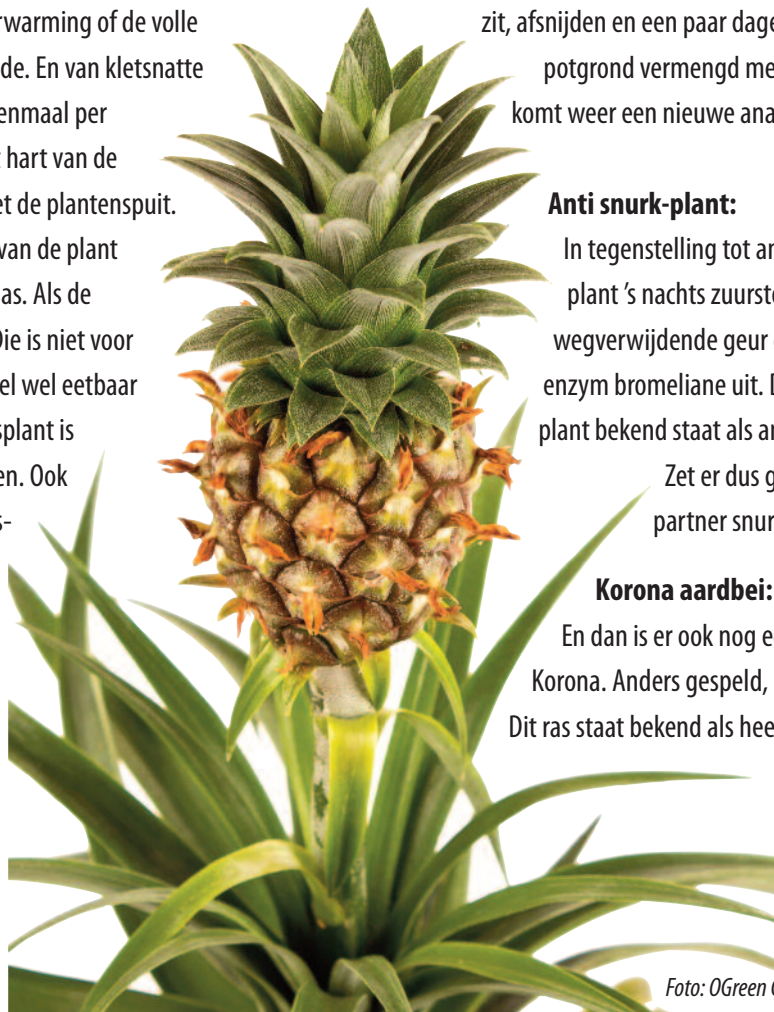 rwarming of de volle
de. En van kletsnatte
enmaal per
hart van de
et de plantenspuit.
van de plant
as. Als de
Die is niet voor
el wel eetbaar
splant is
en. Ook
s-
zit, afsnijden en een paar dage
potgrond vermengd me
komt weer een nieuwe ana
Anti snurk-plant:
In tegenstelling tot an
plant ’s nachts zuurste
wegverwijdende geur
enzym bromeliane uit. D
plant bekend staat als an
Zet er dus g
partner snur
Korona aardbei:
En dan is er ook nog e
Korona. Anders gespeld,
Dit ras staat bekend als hee
Foto: OGreen